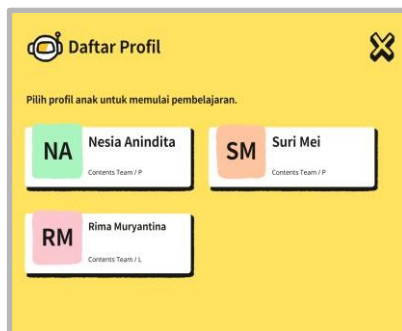 Daftar Profil
Pilih profil anak untuk memulai pembelajaran.
NA
Nesia Anindita
Contents Team / P
SM
Suri Mei
Contents Team / P
RM
Rima Muryantina
Contents Team / L